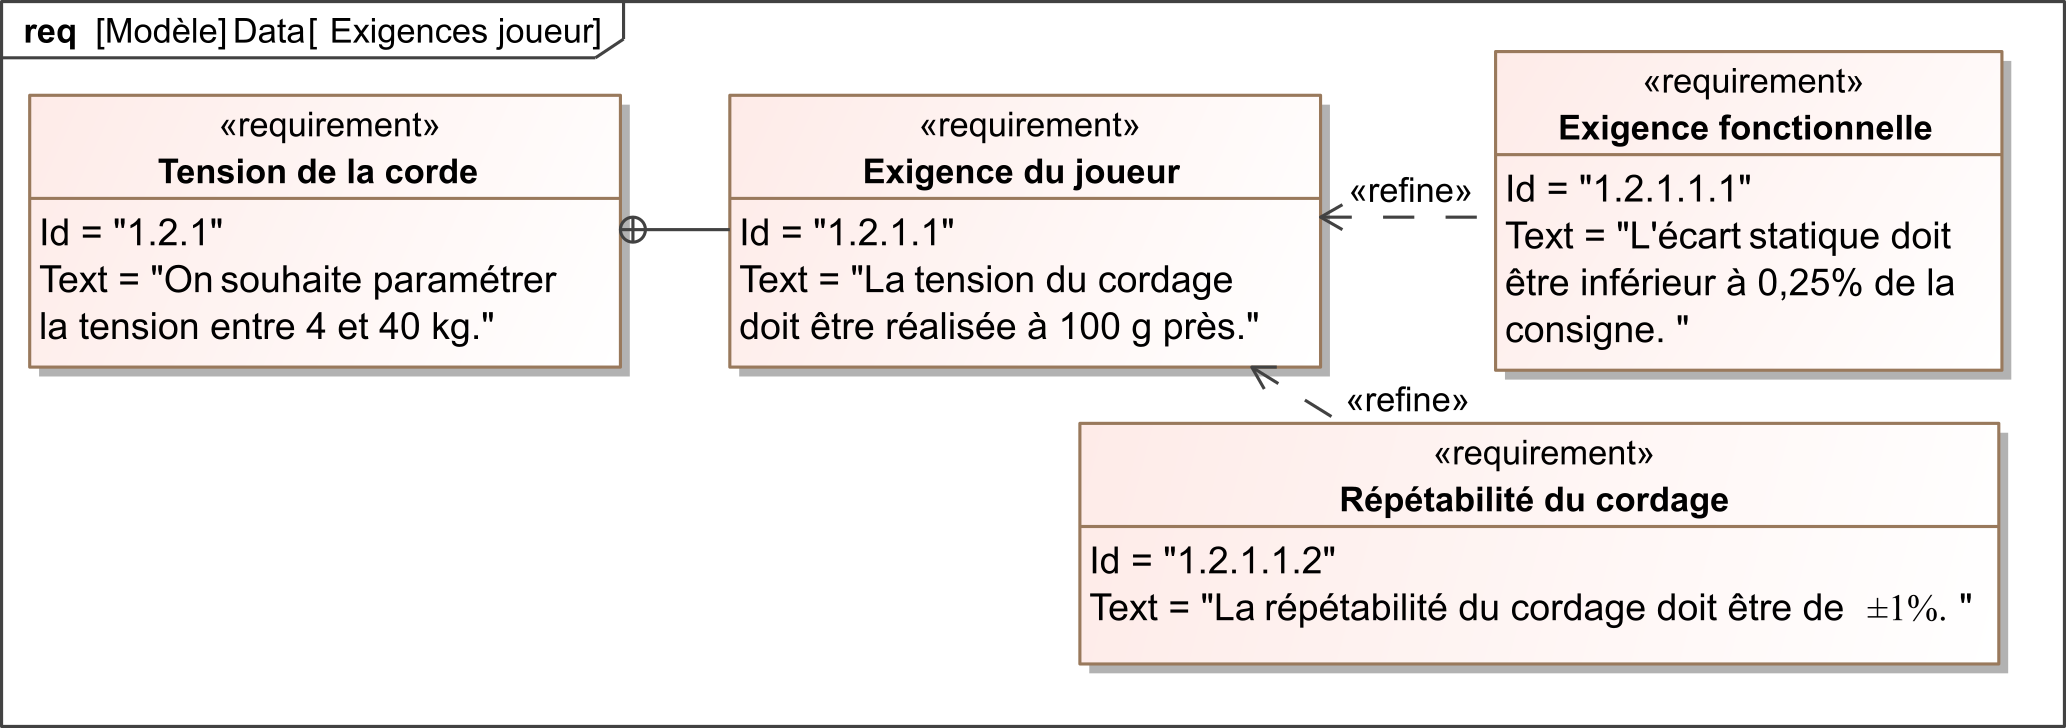 req [Modèle] Data[ Exigences joueur]
«requirement»
Tension de la corde
Id = "1.2.1"
Text = "On souhaite paramétrer
la tension entre 4 et 40 kg."
«requirement»
Exigence du joueur
Id = "1.2.1.1"
Text = "La tension du cordage
doit être réalisée à 100 g près."
«refine»
«requirement»
Exigence fonctionnelle
Id = "1.2.1.1.1"
Text = "L'écart statique doit
être inférieur à 0,25% de la
consigne. "
«refine»
«requirement»
Répétabilité du cordage
Id = "1.2.1.1.2"
Text = "La répétabilité du cordage doit être de ±1%. "